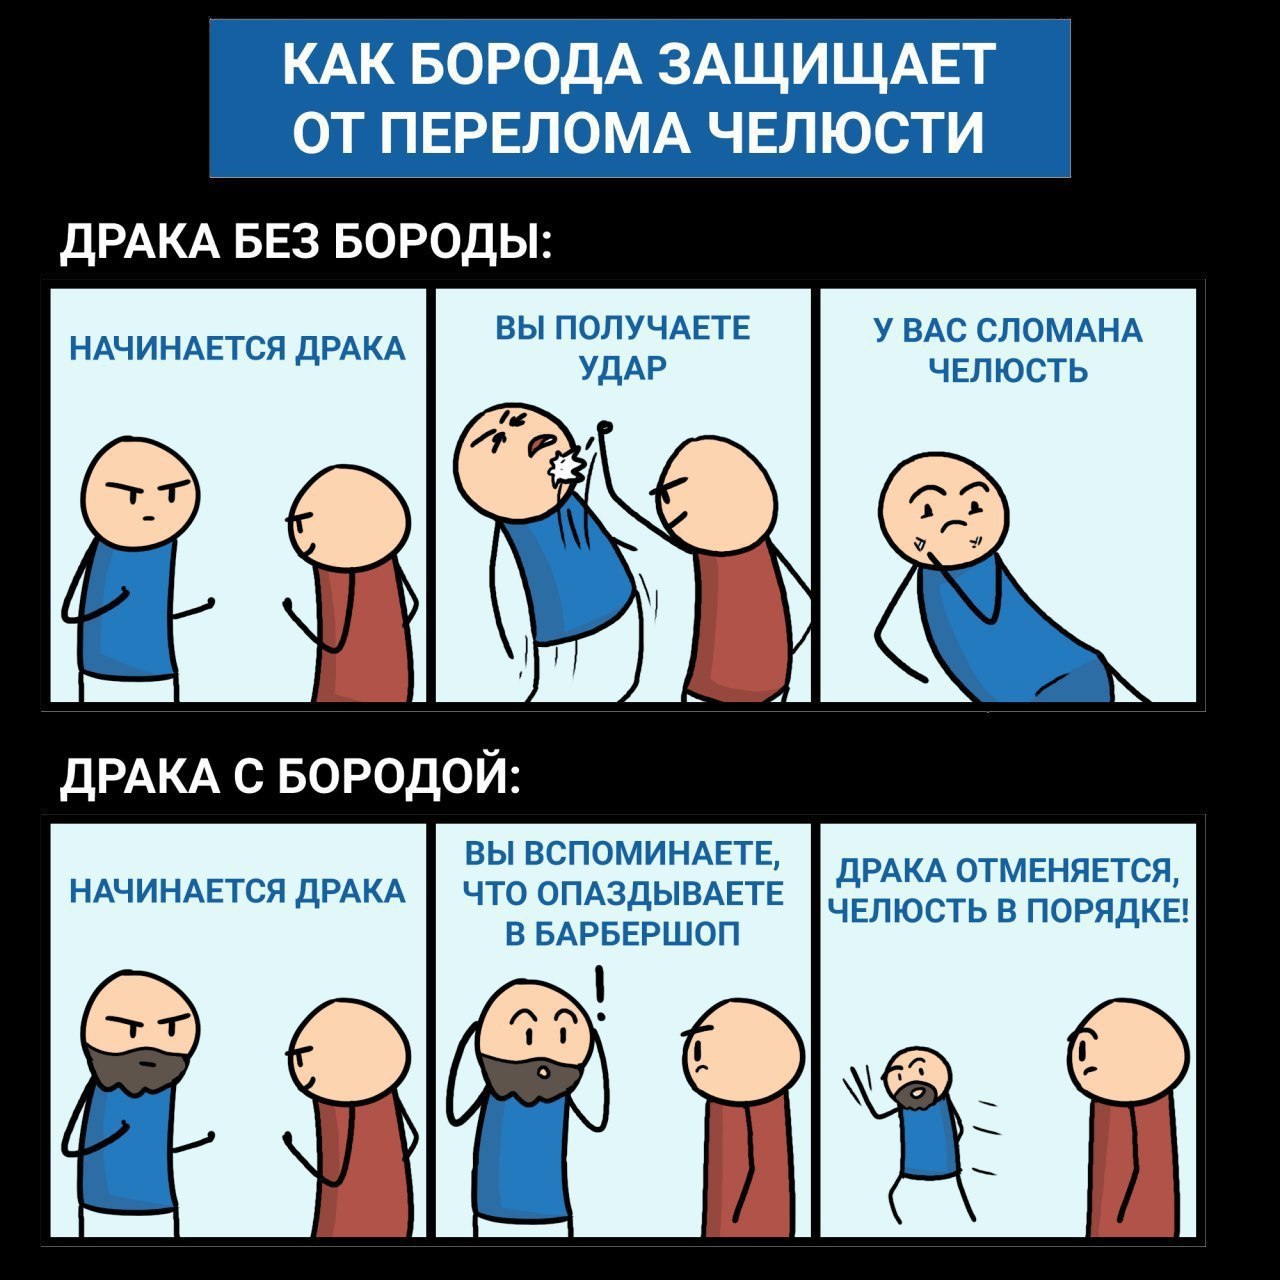 КАК БОРОДА ЗАЩИЩАЕТ
ОТ ПЕРЕЛОМА ЧЕЛЮСТИ
ДРАКА БЕЗ БОРОДЫ:
НАЧИНАЕТСЯ ДРАКА
ВЫ ПОЛУЧАЕТЕ
УДАР
У ВАС СЛОМАНА
ЧЕЛЮСТЬ
ДРАКА С БОРОДОЙ:
НАЧИНАЕТСЯ ДРАКА
ВЫ ВСПОМИНАЕТЕ,
ЧТО ОПАЗДЫВАЕТЕ
В БАРБЕРШОП
!
ДРАКА ОТМЕНЯЕТСЯ,
ЧЕЛЮСТЬ В ПОРЯДКЕ!